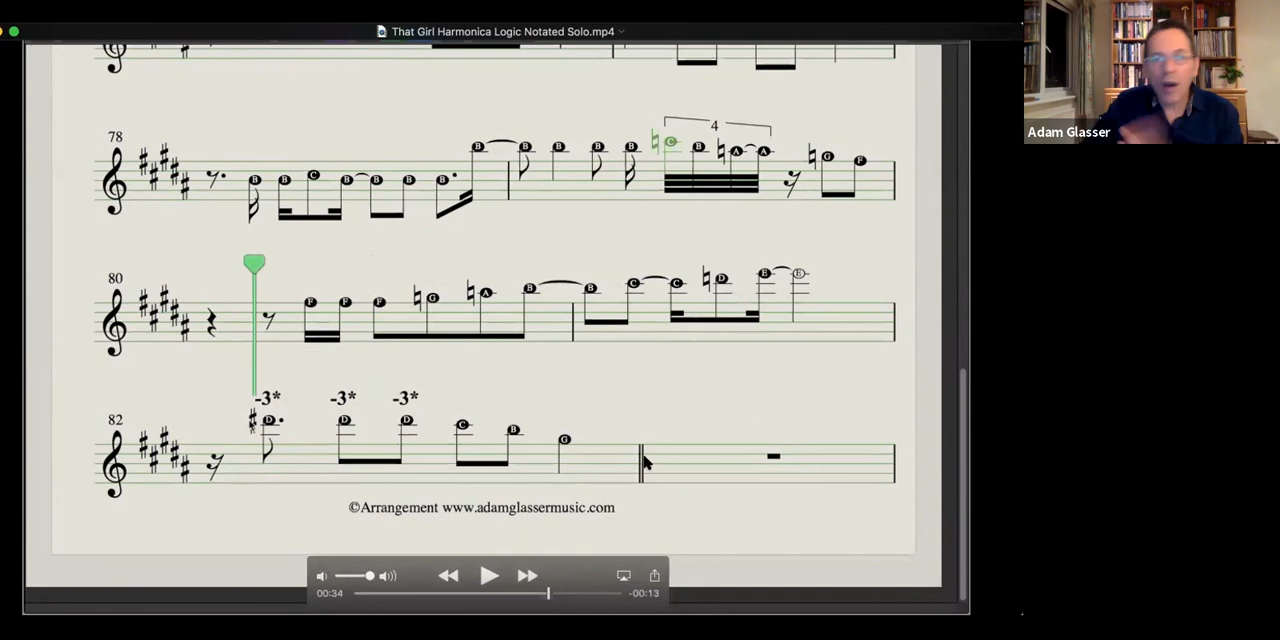 That Girl Harmonica Logic Notated Solo.mp4
Adam Glasser
78
4
B B C B B B B B B B B B C B A A G F
80
F F F G A B B C C D E E
-3* -3* -3*
82
D D D C B G
©Arrangement www.adamglassermusic.com
00:34 -00:13